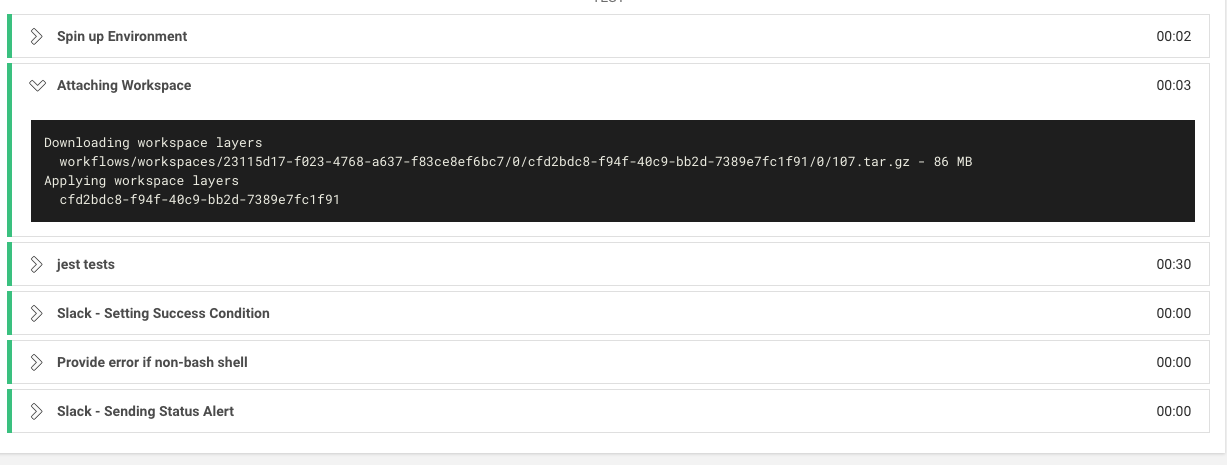 Spin up Environment 00:02
Attaching Workspace 00:03
Downloading workspace layers
workflows/workspaces/23115d17-f023-4768-a637-f83ce8ef6bc7/0/cfd2bdc8-f94f-40c9-bb2d-7389e7fc1f91/0/107.tar.gz - 86 MB
Applying workspace layers
cfd2bdc8-f94f-40c9-bb2d-7389e7fc1f91
jest tests 00:30
Slack - Setting Success Condition 00:00
Provide error if non-bash shell 00:00
Slack - Sending Status Alert 00:00